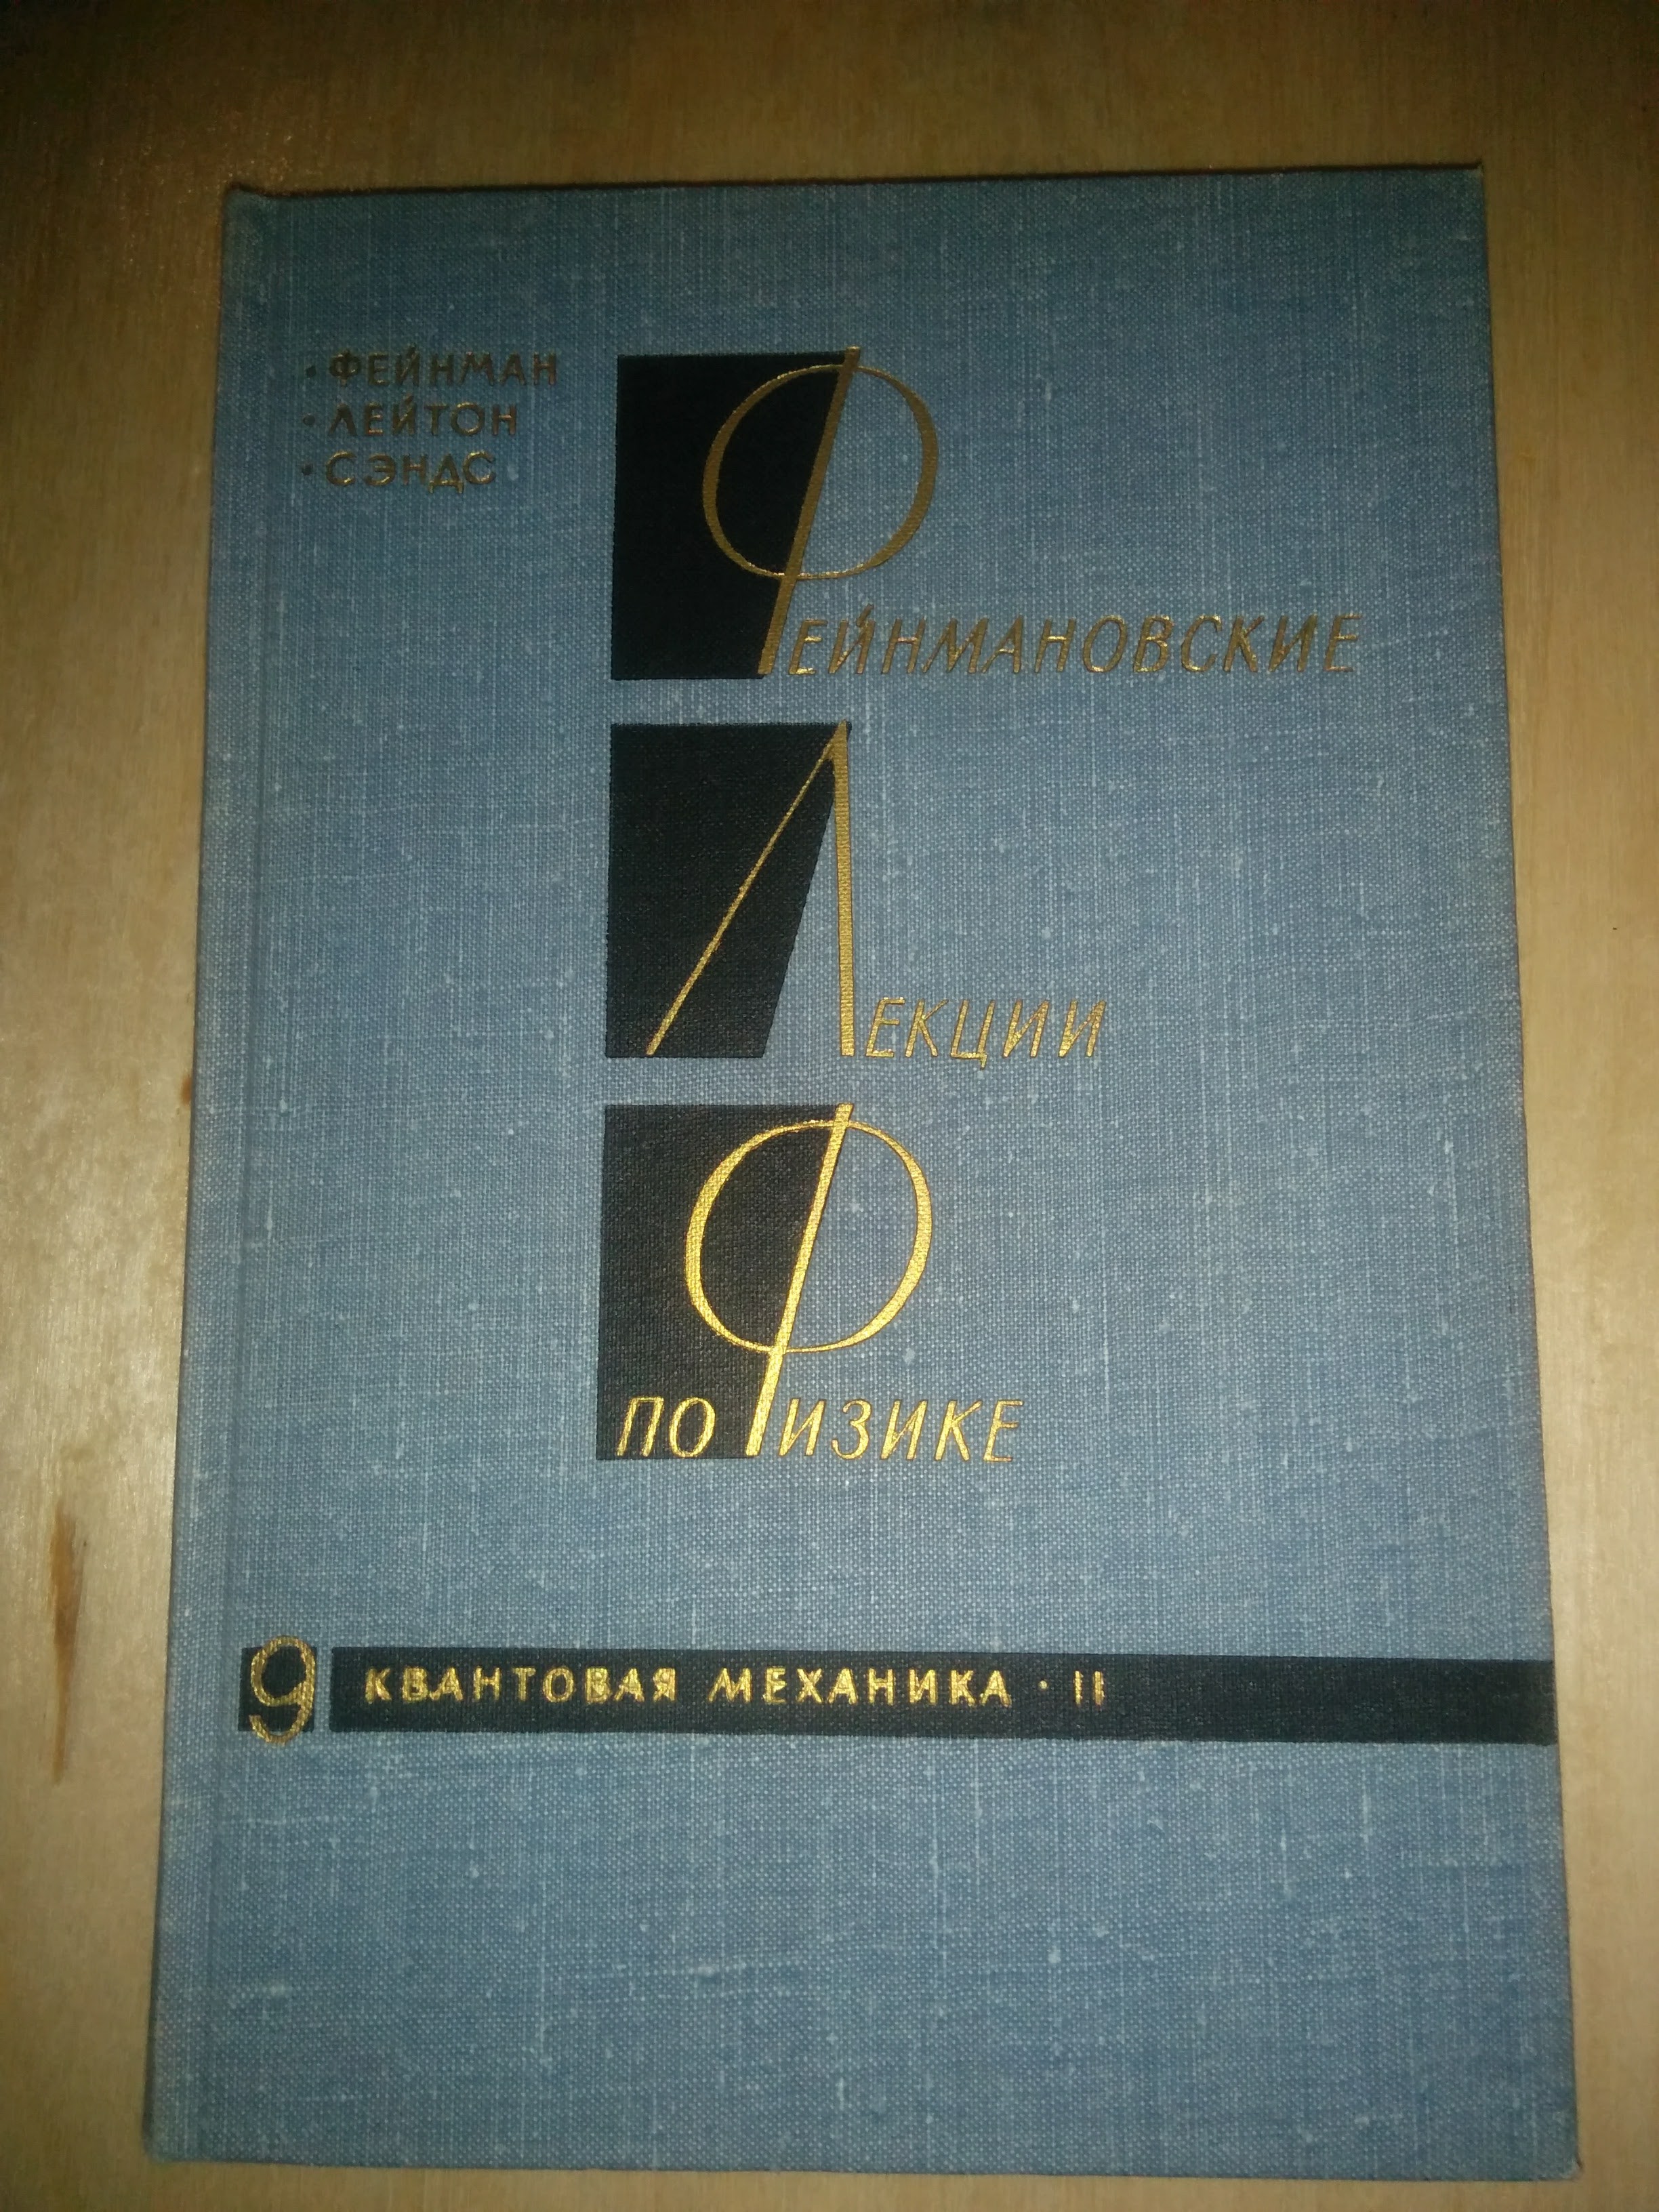 · ФЕЙНМАН
· ЛЕЙТОН
· СЭНДС
ФЕЙНМАНОВСКИЕ
ЛЕКЦИИ
ПО ФИЗИКЕ
9 КВАНТОВАЯ МЕХАНИКА · II